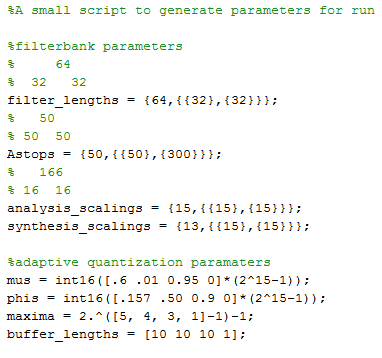 %A small script to generate parameters for run
%filterbank parameters
%     64
%  32   32
filter_lengths = {64,{{32},{32}}};
%   50
% 50  50
Astops = {50,{{50},{300}}};
%   166
% 16  16
analysis_scalings = {15,{{15},{15}}};
synthesis_scalings = {13,{{15},{15}}};
%adaptive quantization paramaters
mus = int16([.6 .01 0.95 0]*(2^15-1));
phis = int16([.157 .50 0.9 0]*(2^15-1));
maxima = 2.^([5, 4, 3, 1]-1)-1;
buffer_lengths = [10 10 10 1];